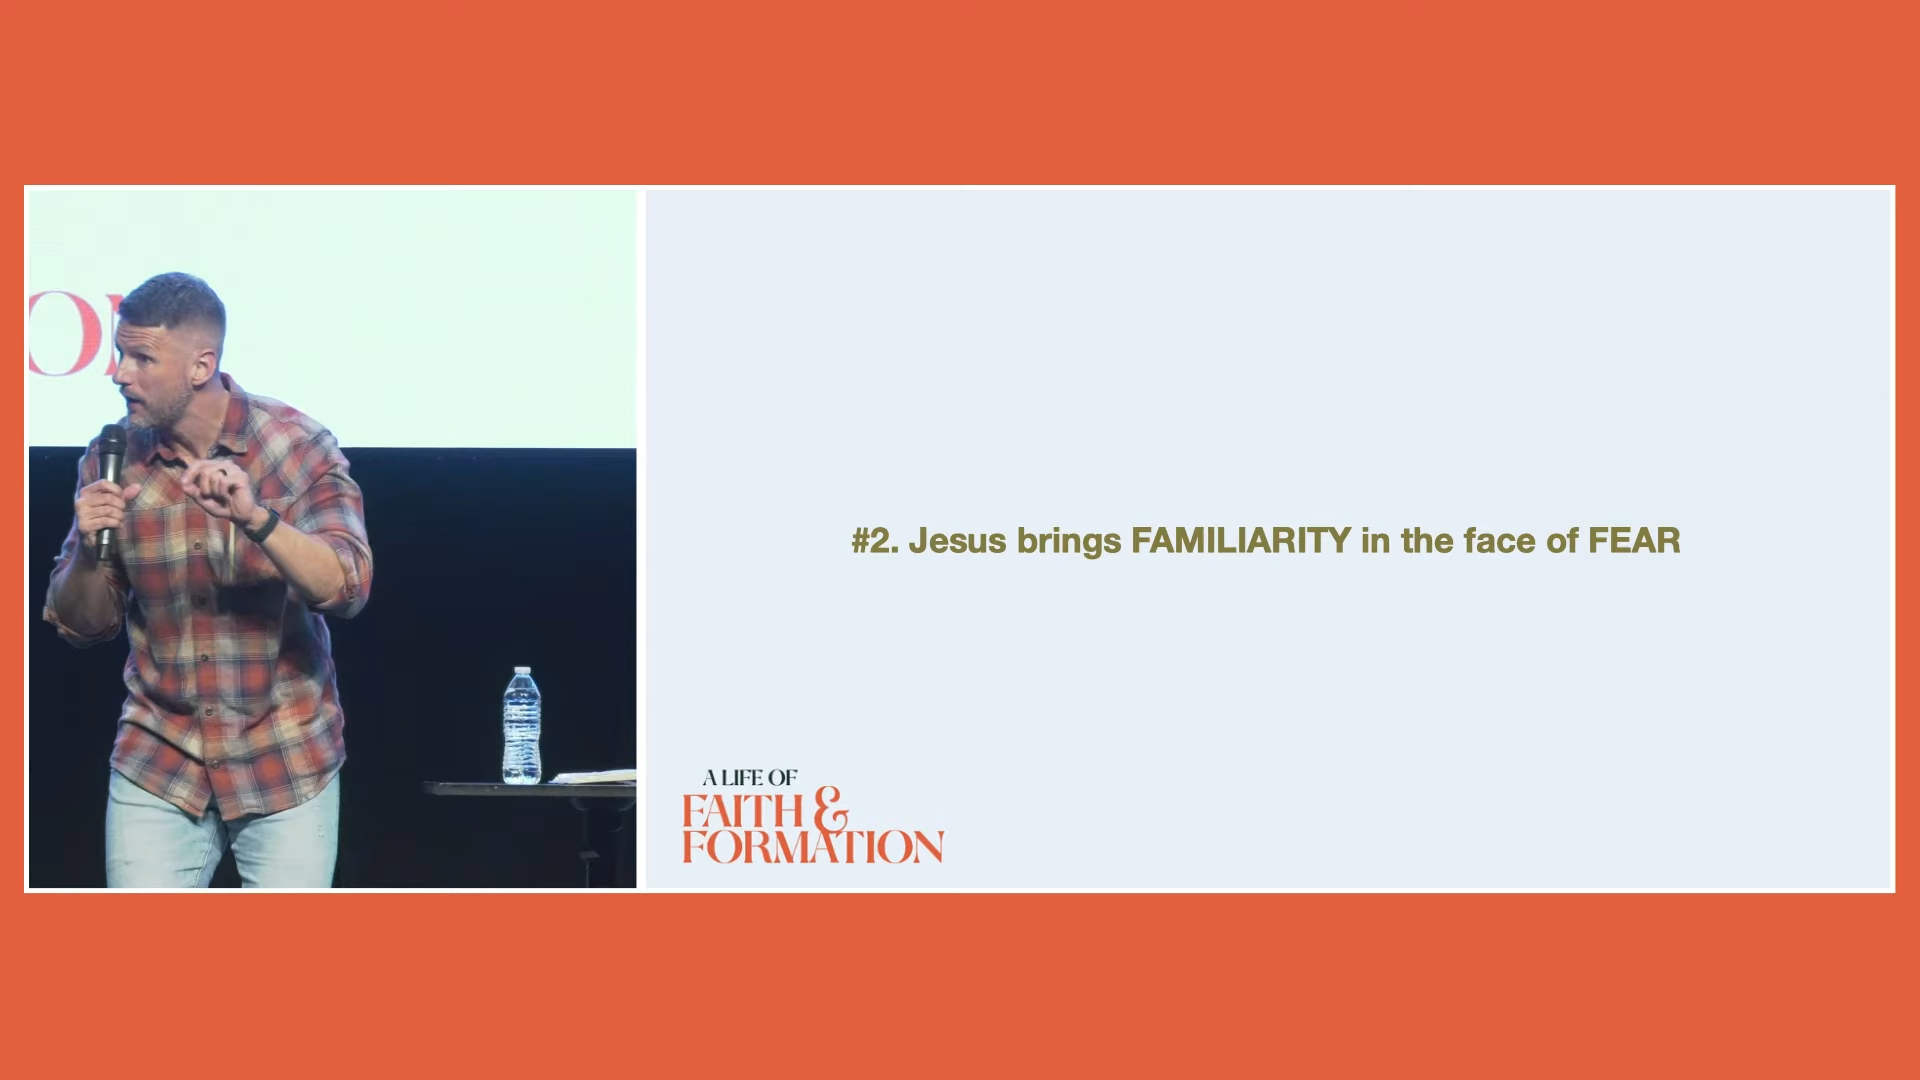 #2. Jesus brings FAMILIARITY in the face of FEAR
A LIFE OF
FAITH &
FORMATION